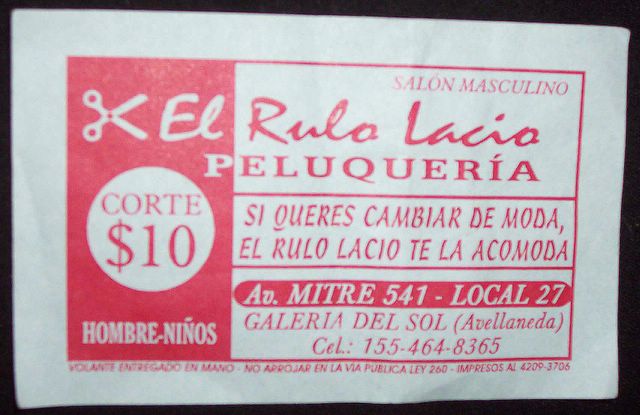 SALÓN MASCULINO
El Rulo Lacio
PELUQUERÍA
CORTE
$10
HOMBRE-NIÑOS
SI QUERES CAMBIAR DE MODA,
EL RULO LACIO TE LA ACOMODA
Av. MITRE 541 - LOCAL 27
GALERIA DEL SOL (Avellaneda)
Cel.: 155-464-8365
VOLANTE ENTREGADO EN MANO - NO ARROJAR EN LA VIA PÚBLICA LEY 260 - IMPRESOS AL 4209-3706